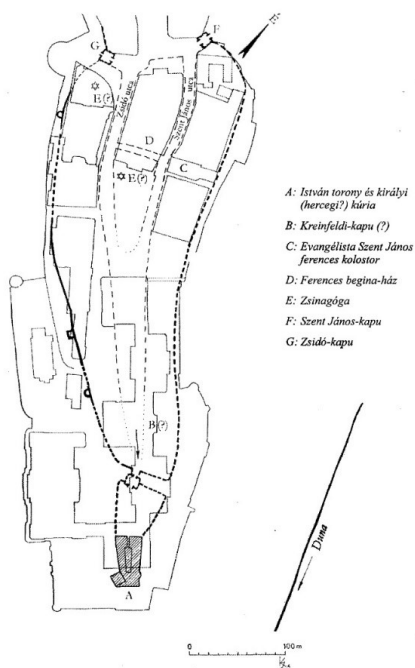 G
F
É
Zsidó utca
Szent János utca
E (?)
D
E (?)
C
B (?)
A
A: István torony és királyi
(hercegi?) kúria
B: Kreinfeldi-kapu (?)
C: Evangélista Szent János
ferences kolostor
D: Ferences begina-ház
E: Zsinagóga
F: Szent János-kapu
G: Zsidó-kapu
Duna
0
100 m